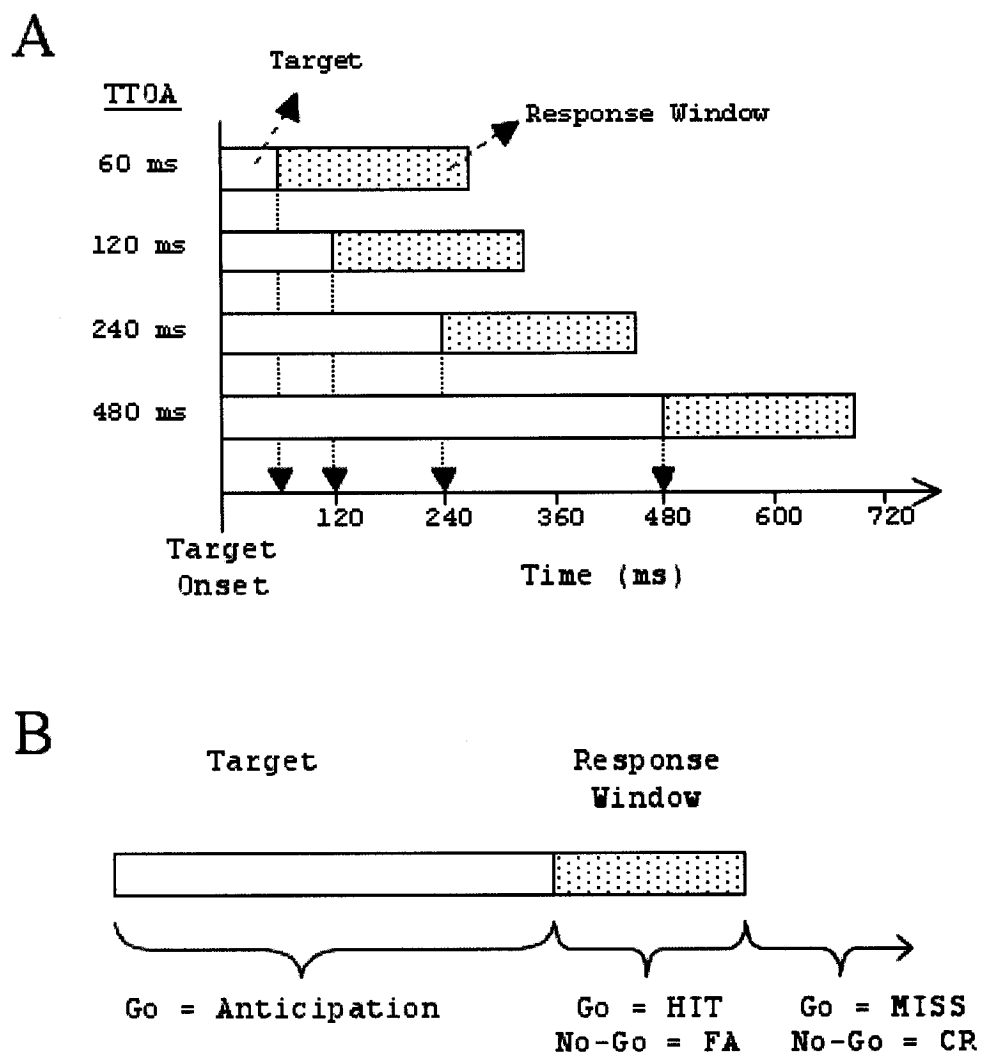 A
Target
TTOA
Response Window
60 ms
120 ms
240 ms
480 ms
120 240 360 480 600 720
Target
Onset
Time (ms)
B
Target
Response
Window
Go = Anticipation
Go = HIT
No-Go = FA
Go = MISS
No-Go = CR